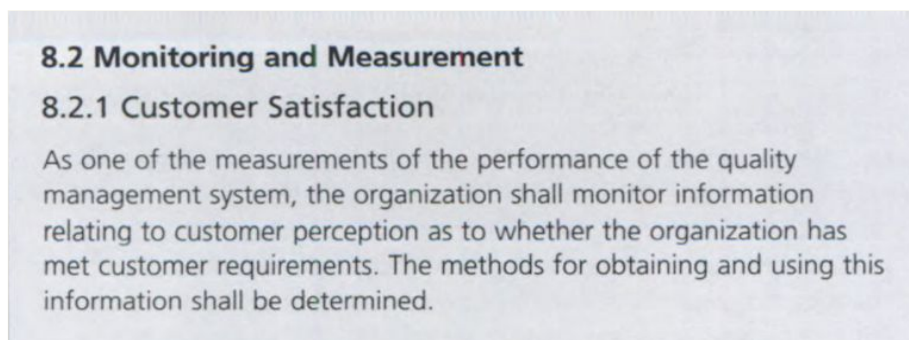 8.2 Monitoring and Measurement
8.2.1 Customer Satisfaction
As one of the measurements of the performance of the quality
management system, the organization shall monitor information
relating to customer perception as to whether the organization has
met customer requirements. The methods for obtaining and using this
information shall be determined.